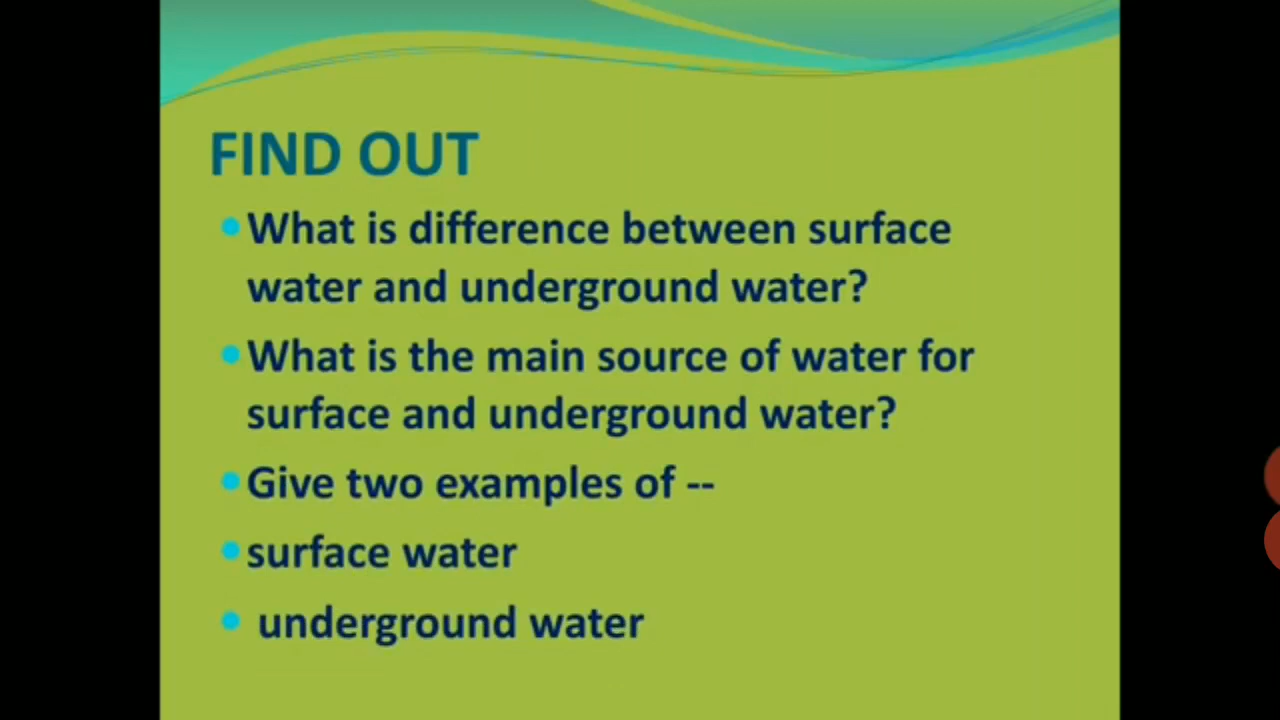 FIND OUT
What is difference between surface
water and underground water?
What is the main source of water for
surface and underground water?
Give two examples of --
surface water
underground water